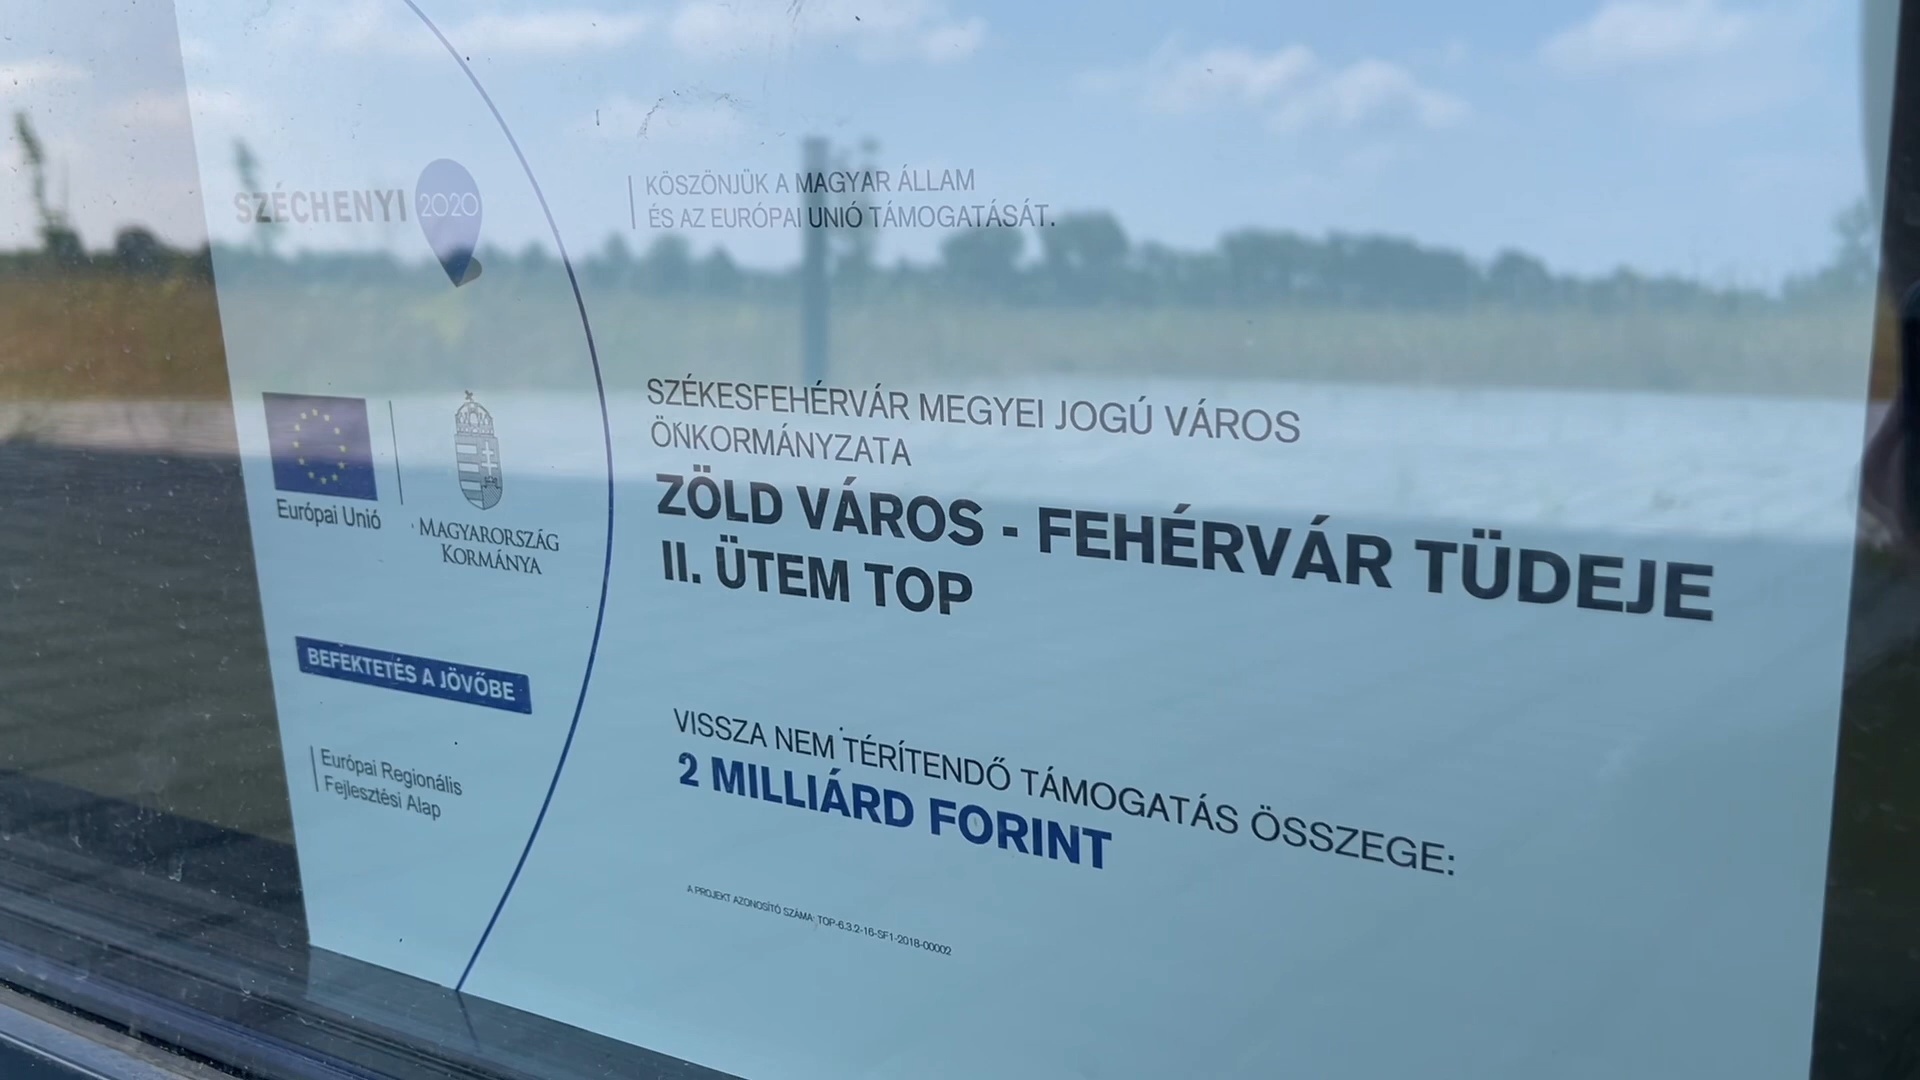 SZÉCHENYI 2020
KÖSZÖNJÜK A MAGYAR ÁLLAM
ÉS AZ EURÓPAI UNIÓ TÁMOGATÁSÁT.
Európai Unió
MAGYARORSZÁG
KORMÁNYA
BEFEKTETÉS A JÖVŐBE
Európai Regionális
Fejlesztési Alap
SZÉKESFEHÉRVÁR MEGYEI JOGÚ VÁROS
ÖNKORMÁNYZATA
ZÖLD VÁROS - FEHÉRVÁR TÜDEJE
II. ÜTEM TOP
VISSZA NEM TÉRÍTENDŐ TÁMOGATÁS ÖSSZEGE:
2 MILLIÁRD FORINT
A PROJEKT AZONOSÍTÓ SZÁMA: TOP-6.3.2-16-SF1-2018-00002